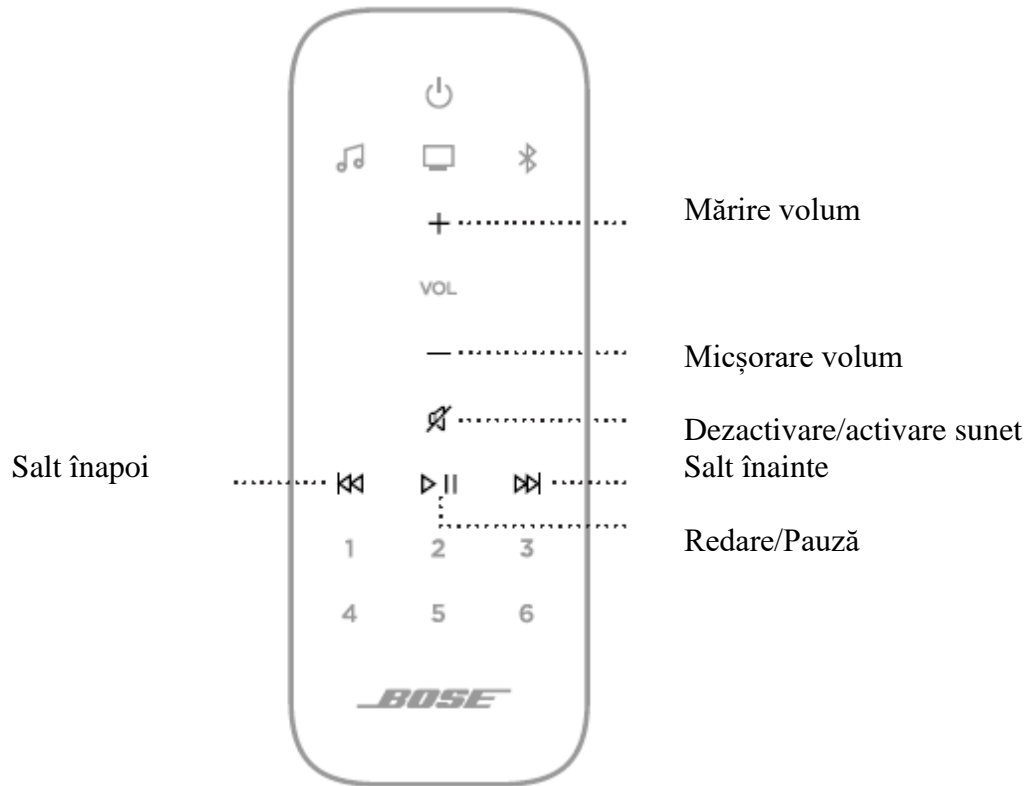 Mărire volum
+
VOL
—
Micșorare volum
Dezactivare/activare sunet
Salt înapoi
Salt înainte
Redare/Pauză
1 2 3
4 5 6
BOSE